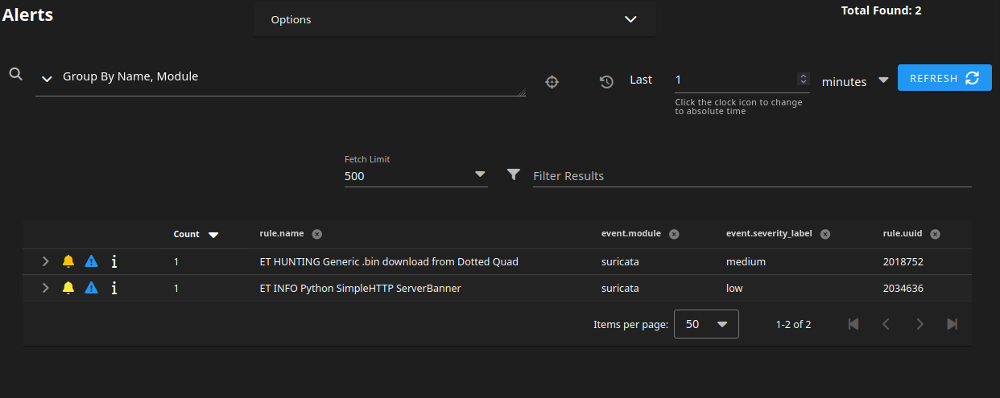 Alerts
Options
Total Found: 2
Group By Name, Module
Last
1
minutes
REFRESH
Click the clock icon to change
to absolute time
Fetch Limit
500
Filter Results
Count rule.name event.module event.severity_label rule.uuid
1 ET HUNTING Generic .bin download from Dotted Quad suricata medium 2018752
1 ET INFO Python SimpleHTTP ServerBanner suricata low 2034636
Items per page: 50 1-2 of 2